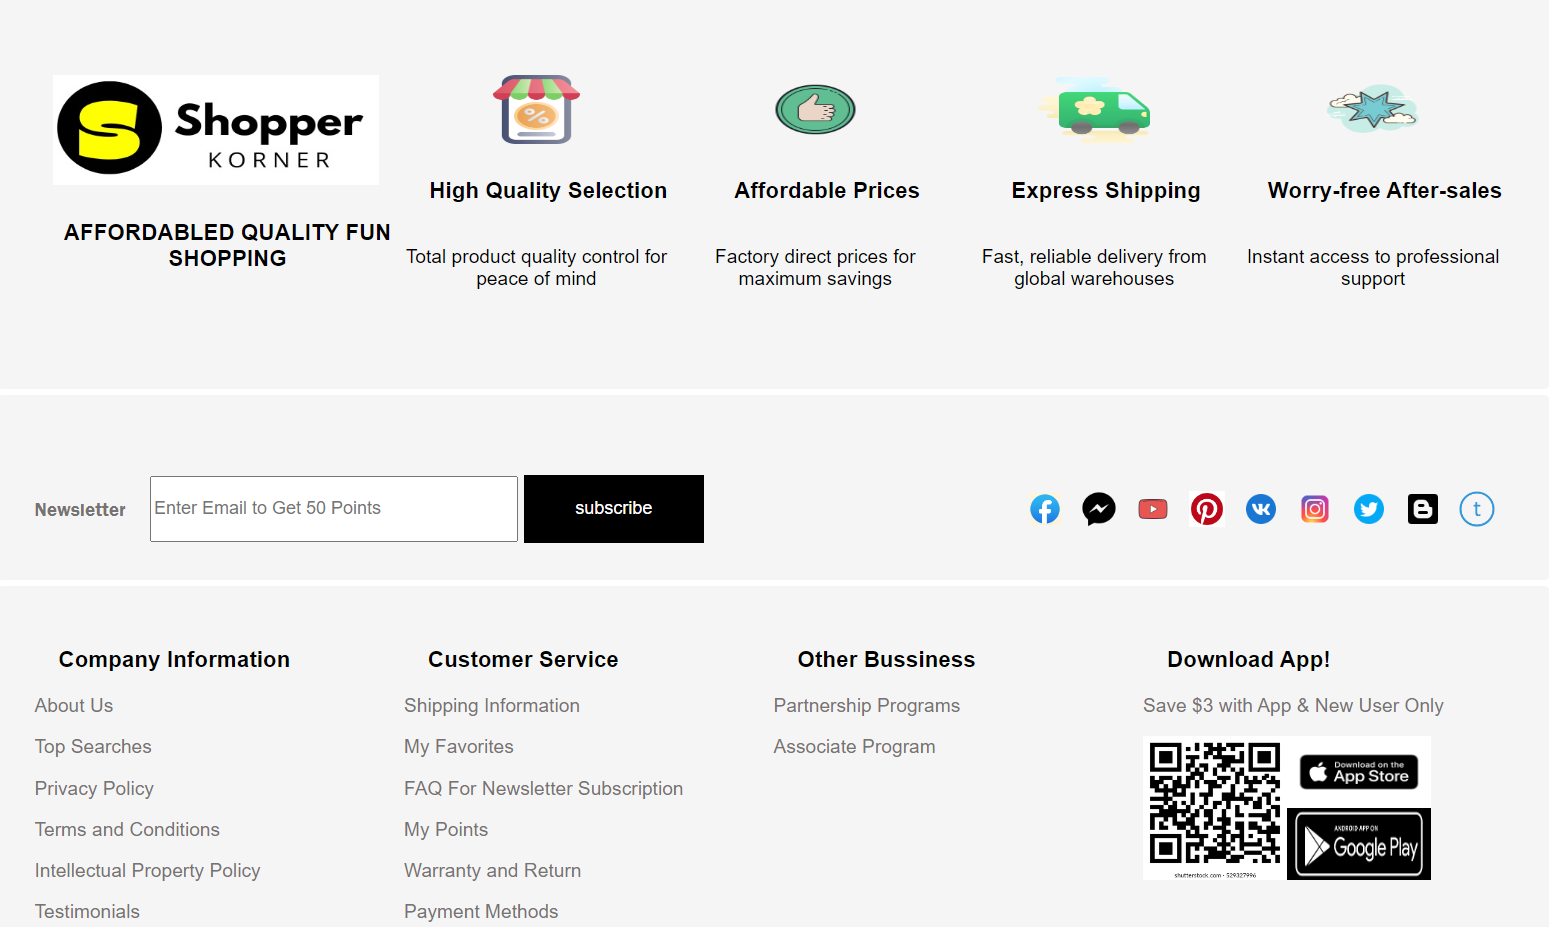 Shopper
KORNER
AFFORDABLED QUALITY FUN
SHOPPING
High Quality Selection
Total product quality control for
peace of mind
Affordable Prices
Factory direct prices for
maximum savings
Express Shipping
Fast, reliable delivery from
global warehouses
Worry-free After-sales
Instant access to professional
support
Newsletter
Enter Email to Get 50 Points
subscribe
Company Information
About Us
Top Searches
Privacy Policy
Terms and Conditions
Intellectual Property Policy
Testimonials
Customer Service
Shipping Information
My Favorites
FAQ For Newsletter Subscription
My Points
Warranty and Return
Payment Methods
Other Bussiness
Partnership Programs
Associate Program
Download App!
Save $3 with App & New User Only
shutterstock.com · 529327996
Download on the
App Store
ANDROID APP ON
Google Play